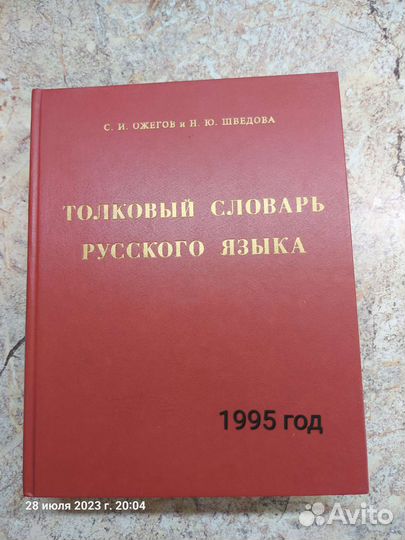 С. И. ОЖЕГОВ и Н. Ю. ШВЕДОВА
ТОЛКОВЫЙ СЛОВАРЬ
РУССКОГО ЯЗЫКА
1995 год
28 июля 2023 г. 20:04
Avito